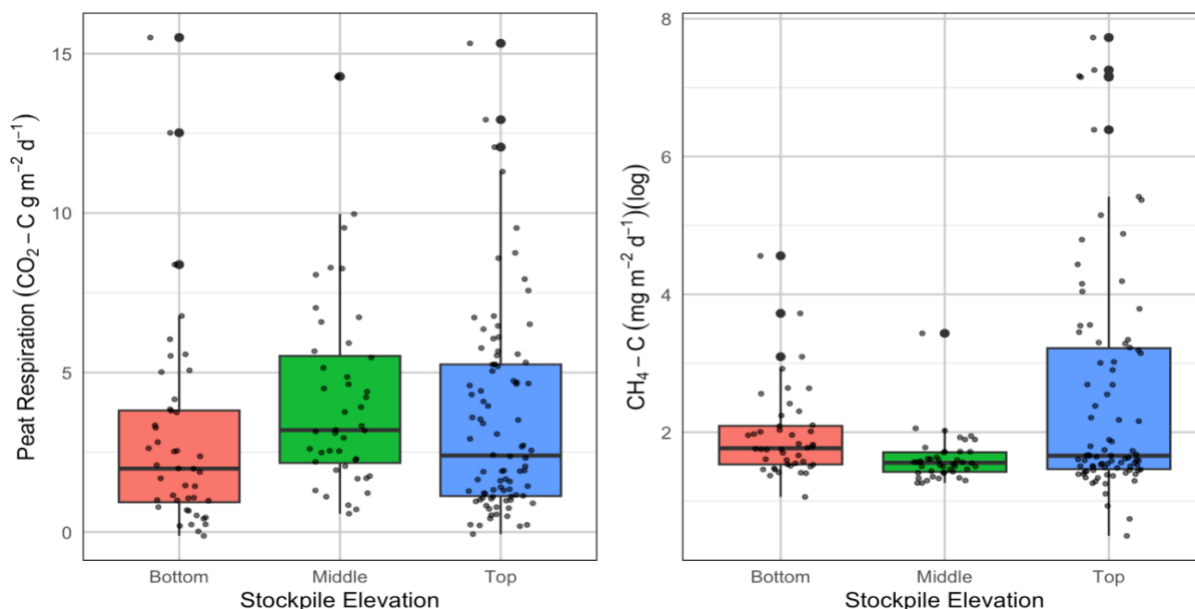 Peat Respiration (CO₂ – C g m⁻² d⁻¹)
15
10
5
0
Bottom Middle Top
Stockpile Elevation
CH₄ – C (mg m⁻² d⁻¹)(log)
8
6
4
2
Bottom Middle Top
Stockpile Elevation